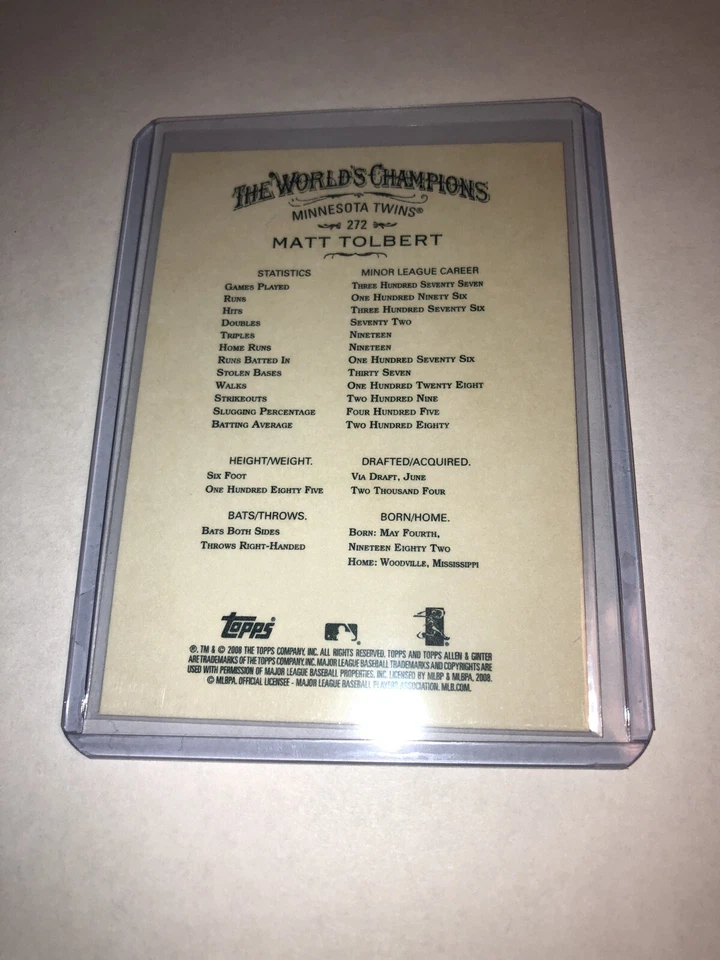 THE WORLD'S CHAMPIONS
MINNESOTA TWINS®
272
MATT TOLBERT
STATISTICS MINOR LEAGUE CAREER
GAMES PLAYED THREE HUNDRED SEVENTY SEVEN
RUNS ONE HUNDRED NINETY SIX
HITS THREE HUNDRED SEVENTY SIX
DOUBLES SEVENTY TWO
TRIPLES NINETEEN
HOME RUNS NINETEEN
RUNS BATTED IN ONE HUNDRED SEVENTY SIX
STOLEN BASES THIRTY SEVEN
WALKS ONE HUNDRED TWENTY EIGHT
STRIKEOUTS TWO HUNDRED NINE
SLUGGING PERCENTAGE FOUR HUNDRED FIVE
BATTING AVERAGE TWO HUNDRED EIGHTY
HEIGHT/WEIGHT. DRAFTED/ACQUIRED.
SIX FOOT VIA DRAFT, JUNE
ONE HUNDRED EIGHTY FIVE TWO THOUSAND FOUR
BATS/THROWS. BORN/HOME.
BATS BOTH SIDES BORN: MAY FOURTH,
THROWS RIGHT-HANDED NINETEEN EIGHTY TWO
HOME: WOODVILLE, MISSISSIPPI
Topps
®, TM & © 2008 THE TOPPS COMPANY, INC. ALL RIGHTS RESERVED. TOPPS AND TOPPS ALLEN & GINTER
ARE TRADEMARKS OF THE TOPPS COMPANY, INC. MAJOR LEAGUE BASEBALL TRADEMARKS AND COPYRIGHTS ARE
USED WITH PERMISSION OF MAJOR LEAGUE BASEBALL PROPERTIES, INC. LICENSED BY MLBP & MLBPA, 2008.
© MLBPA. OFFICIAL LICENSEE - MAJOR LEAGUE BASEBALL PLAYERS ASSOCIATION. MLB.COM.